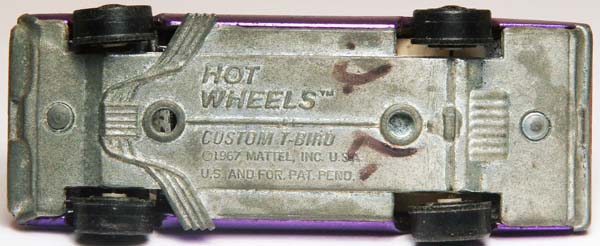 HOT
WHEELS™
CUSTOM T-BIRD
©1967 MATTEL, INC. U.S.A.
U.S. AND FOR. PAT. PEND.